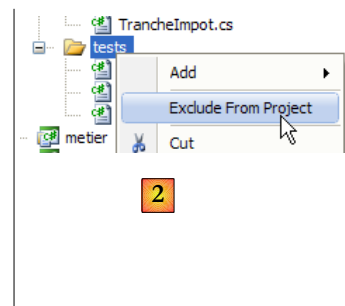 TrancheImpot.cs
tests
Add
Exclude From Project
metier
Cut
2